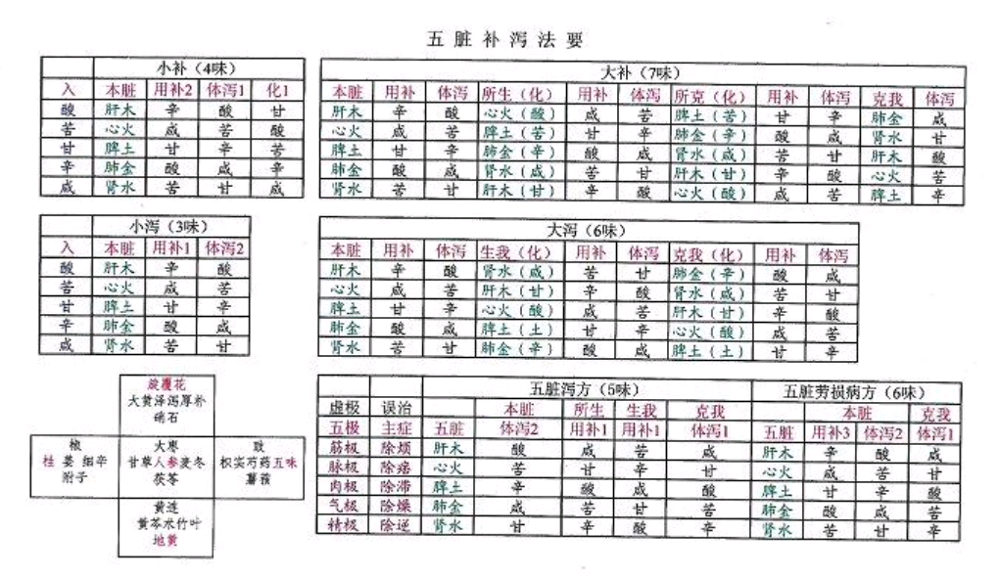 五脏补泻法要
小补（4味）
入 本脏 用补2 体泻1 化1
酸 肝木 辛 酸 甘
苦 心火 咸 苦 酸
甘 脾土 甘 辛 苦
辛 肺金 酸 咸 辛
咸 肾水 苦 甘 咸
大补（7味）
本脏 用补 体泻 所生（化） 用补 体泻 所克（化） 用补 体泻 克我 体泻
肝木 辛 酸 心火（酸） 咸 苦 脾土（苦） 甘 辛 肺金 咸
心火 咸 苦 脾土（苦） 甘 辛 肺金（辛） 酸 咸 肾水 甘
脾土 甘 辛 肺金（辛） 酸 咸 肾水（咸） 苦 甘 肝木 酸
肺金 酸 咸 肾水（咸） 苦 甘 肝木（甘） 辛 酸 心火 苦
肾水 苦 甘 肝木（甘） 辛 酸 心火（酸） 咸 苦 脾土 辛
小泻（3味）
入 本脏 用补1 体泻2
酸 肝木 辛 酸
苦 心火 咸 苦
甘 脾土 甘 辛
辛 肺金 酸 咸
咸 肾水 苦 甘
大泻（6味）
本脏 用补 体泻 生我（化） 用补 体泻 克我（化） 用补 体泻
肝木 辛 酸 肾水（咸） 苦 甘 肺金（辛） 酸 咸
心火 咸 苦 肝木（甘） 辛 酸 肾水（咸） 苦 甘
脾土 甘 辛 心火（酸） 咸 苦 肝木（甘） 辛 酸
肺金 酸 咸 脾土（土） 甘 辛 心火（酸） 咸 苦
肾水 苦 甘 肺金（辛） 酸 咸 脾土（土） 甘 辛
旋覆花
大黄泽泻厚朴
硝石
椒
桂 姜 细辛
附子
大枣
甘草人参麦冬
茯苓
豉
枳实芍药五味
薯蓣
黄连
黄芩术竹叶
地黄
五脏泻方（5味）
虚极 误治 本脏 所生 生我 克我
五极 主症 五脏 体泻2 用补1 用补1 体泻1
筋极 除烦 肝木 酸 咸 苦 咸
脉极 除痞 心火 苦 甘 辛 甘
肉极 除滞 脾土 辛 酸 咸 酸
气极 除燥 肺金 咸 苦 甘 苦
精极 除逆 肾水 甘 辛 酸 辛
五脏劳损病方（6味）
本脏 克我
五脏 用补3 体泻2 体泻1
肝木 辛 酸 咸
心火 咸 苦 甘
脾土 甘 辛 酸
肺金 酸 咸 苦
肾水 苦 甘 辛